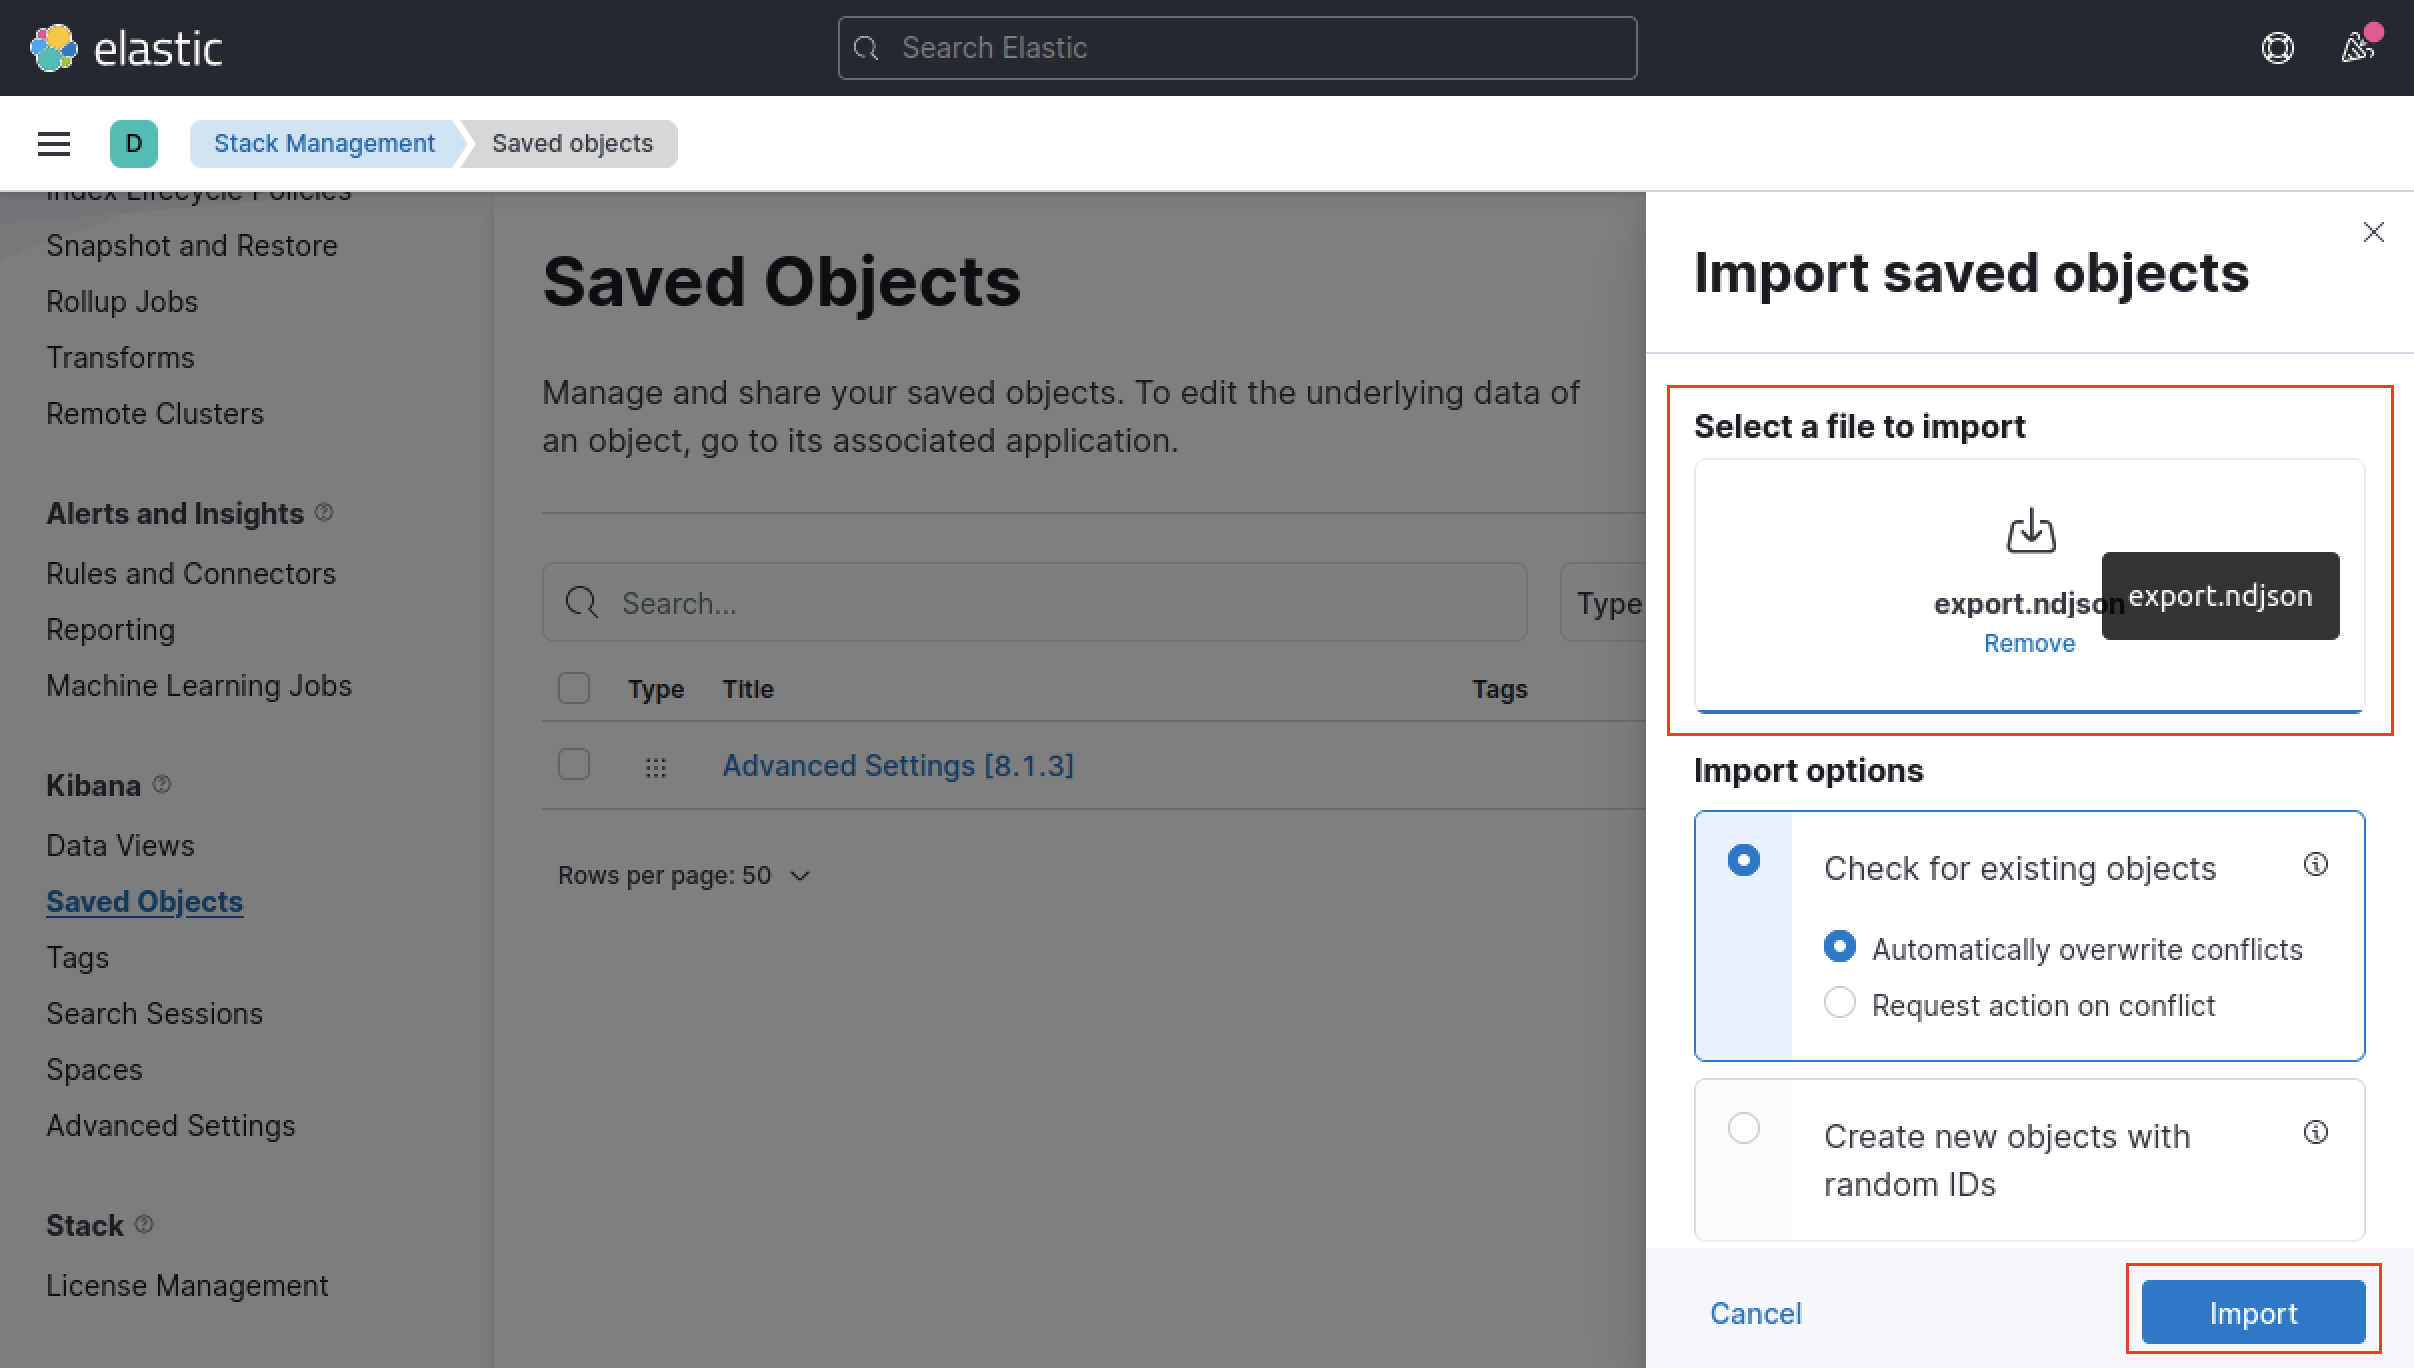 elastic
Search Elastic
D
Stack Management
Saved objects
Index Lifecycle Policies
Snapshot and Restore
Rollup Jobs
Transforms
Remote Clusters
Alerts and Insights
Rules and Connectors
Reporting
Machine Learning Jobs
Kibana
Data Views
Saved Objects
Tags
Search Sessions
Spaces
Advanced Settings
Stack
License Management
Saved Objects
Manage and share your saved objects. To edit the underlying data of
an object, go to its associated application.
Search...
Type
Type Title Tags
Advanced Settings [8.1.3]
Rows per page: 50
Import saved objects
Select a file to import
export.ndjson
export.ndjson
Remove
Import options
Check for existing objects
Automatically overwrite conflicts
Request action on conflict
Create new objects with
random IDs
Cancel
Import